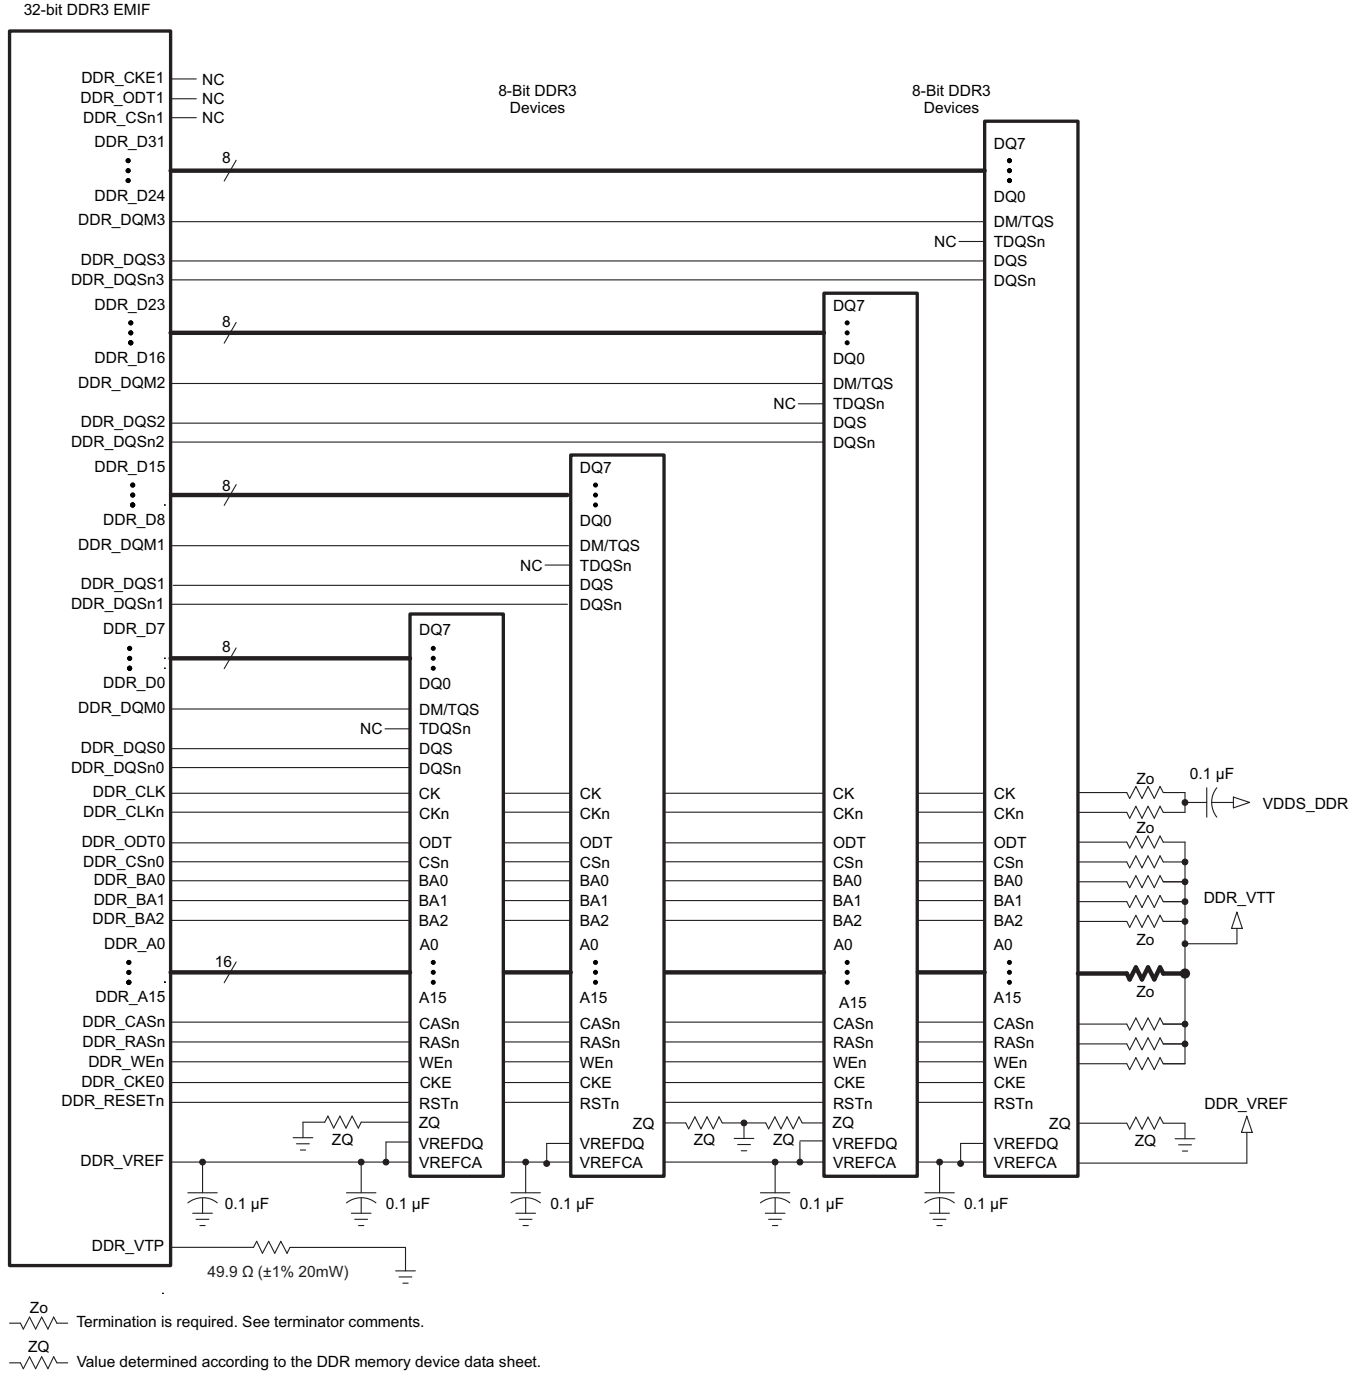 32-bit DDR3 EMIF
DDR_CKE1
NC
DDR_ODT1
NC
DDR_CSn1
NC
8-Bit DDR3
Devices
8-Bit DDR3
Devices
DDR_D31
8
DDR_D24
DDR_DQM3
DDR_DQS3
DDR_DQSn3
DQ7
DQ0
DM/TQS
NC
TDQSn
DQS
DQSn
DDR_D23
8
DDR_D16
DDR_DQM2
DDR_DQS2
DDR_DQSn2
DQ7
DQ0
DM/TQS
NC
TDQSn
DQS
DQSn
DDR_D15
8
DDR_D8
DDR_DQM1
DDR_DQS1
DDR_DQSn1
DQ7
DQ0
DM/TQS
NC
TDQSn
DQS
DQSn
DDR_D7
8
DDR_D0
DDR_DQM0
DDR_DQS0
DDR_DQSn0
DQ7
DQ0
DM/TQS
NC
TDQSn
DQS
DQSn
DDR_CLK
DDR_CLKn
DDR_ODT0
DDR_CSn0
DDR_BA0
DDR_BA1
DDR_BA2
DDR_A0
16
DDR_A15
DDR_CASn
DDR_RASn
DDR_WEn
DDR_CKE0
DDR_RESETn
DDR_VREF
DDR_VTP
CK
CKn
ODT
CSn
BA0
BA1
BA2
A0
A15
CASn
RASn
WEn
CKE
RSTn
ZQ
VREFDQ
VREFCA
CK
CKn
ODT
CSn
BA0
BA1
BA2
A0
A15
CASn
RASn
WEn
CKE
RSTn
ZQ
VREFDQ
VREFCA
CK
CKn
ODT
CSn
BA0
BA1
BA2
A0
A15
CASn
RASn
WEn
CKE
RSTn
ZQ
VREFDQ
VREFCA
CK
CKn
ODT
CSn
BA0
BA1
BA2
A0
A15
CASn
RASn
WEn
CKE
RSTn
ZQ
VREFDQ
VREFCA
Zo
0.1 µF
VDDS_DDR
Zo
DDR_VTT
Zo
Zo
DDR_VREF
ZQ
ZQ
ZQ
ZQ
0.1 µF
0.1 µF
0.1 µF
0.1 µF
0.1 µF
49.9 Ω (±1% 20mW)
Zo
Termination is required. See terminator comments.
ZQ
Value determined according to the DDR memory device data sheet.